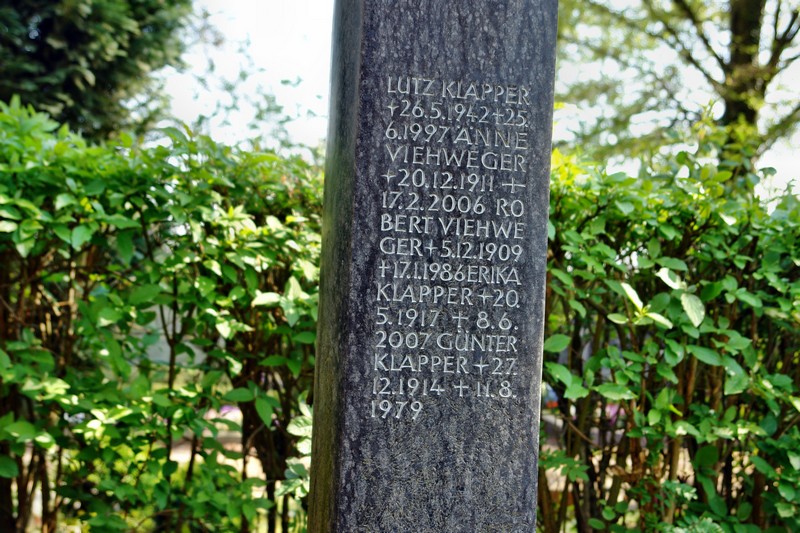 LUTZ KLAPPER
+26.5.1942+25.
6.1997 ANNE
VIEHWEGER
+20.12.1911 +
17.2.2006 RO
BERT VIEHWE
GER+5.12.1909
+17.1.1986 ERIKA
KLAPPER +20.
5.1917 + 8.6.
2007 GÜNTER
KLAPPER +27.
12.1914 + 11.8.
1979